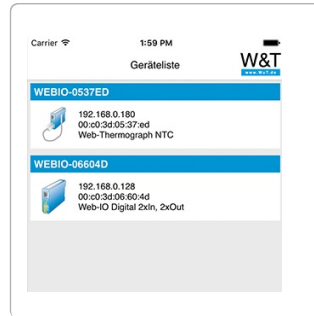 Carrier 1:59 PM
Geräteliste
W&T
www.WuT.de
WEBIO-0537ED
192.168.0.180
00:c0:3d:05:37:ed
Web-Thermograph NTC
WEBIO-06604D
192.168.0.128
00:c0:3d:06:60:4d
Web-IO Digital 2xIn, 2xOut